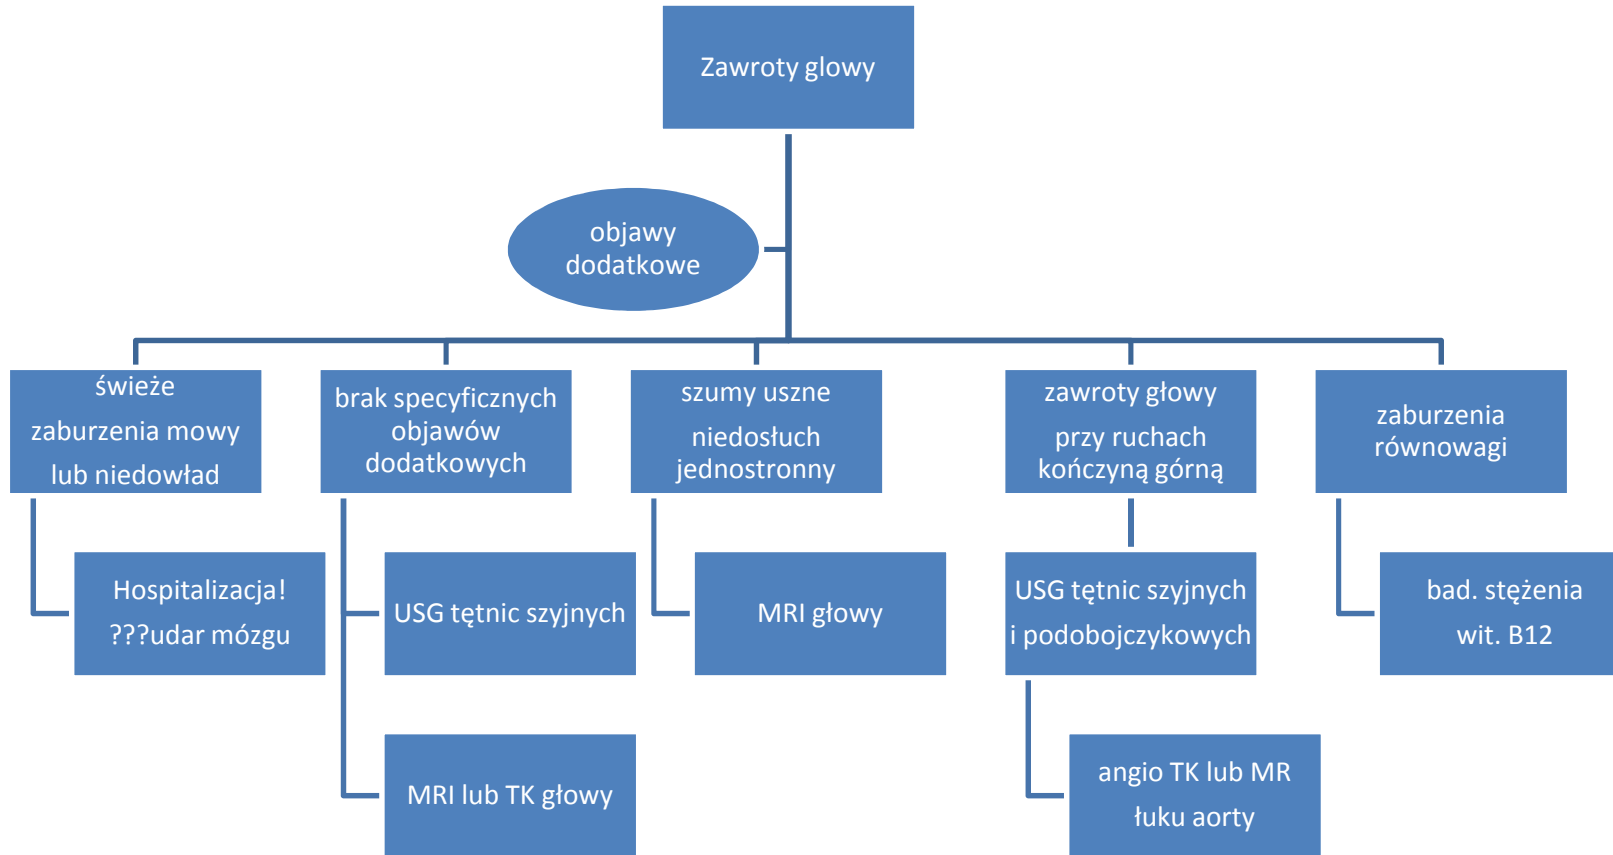 Zawroty glowy
objawy
dodatkowe
świeże
zaburzenia mowy
lub niedowład
brak specyficznych
objawów
dodatkowych
szumy uszne
niedosłuch
jednostronny
zawroty głowy
przy ruchach
kończyną górną
zaburzenia
równowagi
Hospitalizacja!
???udar mózgu
USG tętnic szyjnych
MRI głowy
USG tętnic szyjnych
i podobojczykowych
bad. stężenia
wit. B12
MRI lub TK głowy
angio TK lub MR
łuku aorty